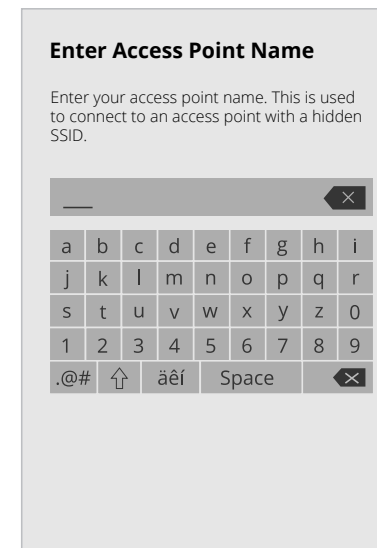 Enter Access Point Name
Enter your access point name. This is used
to connect to an access point with a hidden
SSID.
a b c d e f g h i
j k l m n o p q r
s t u v w x y z 0
1 2 3 4 5 6 7 8 9
.@# äêí Space